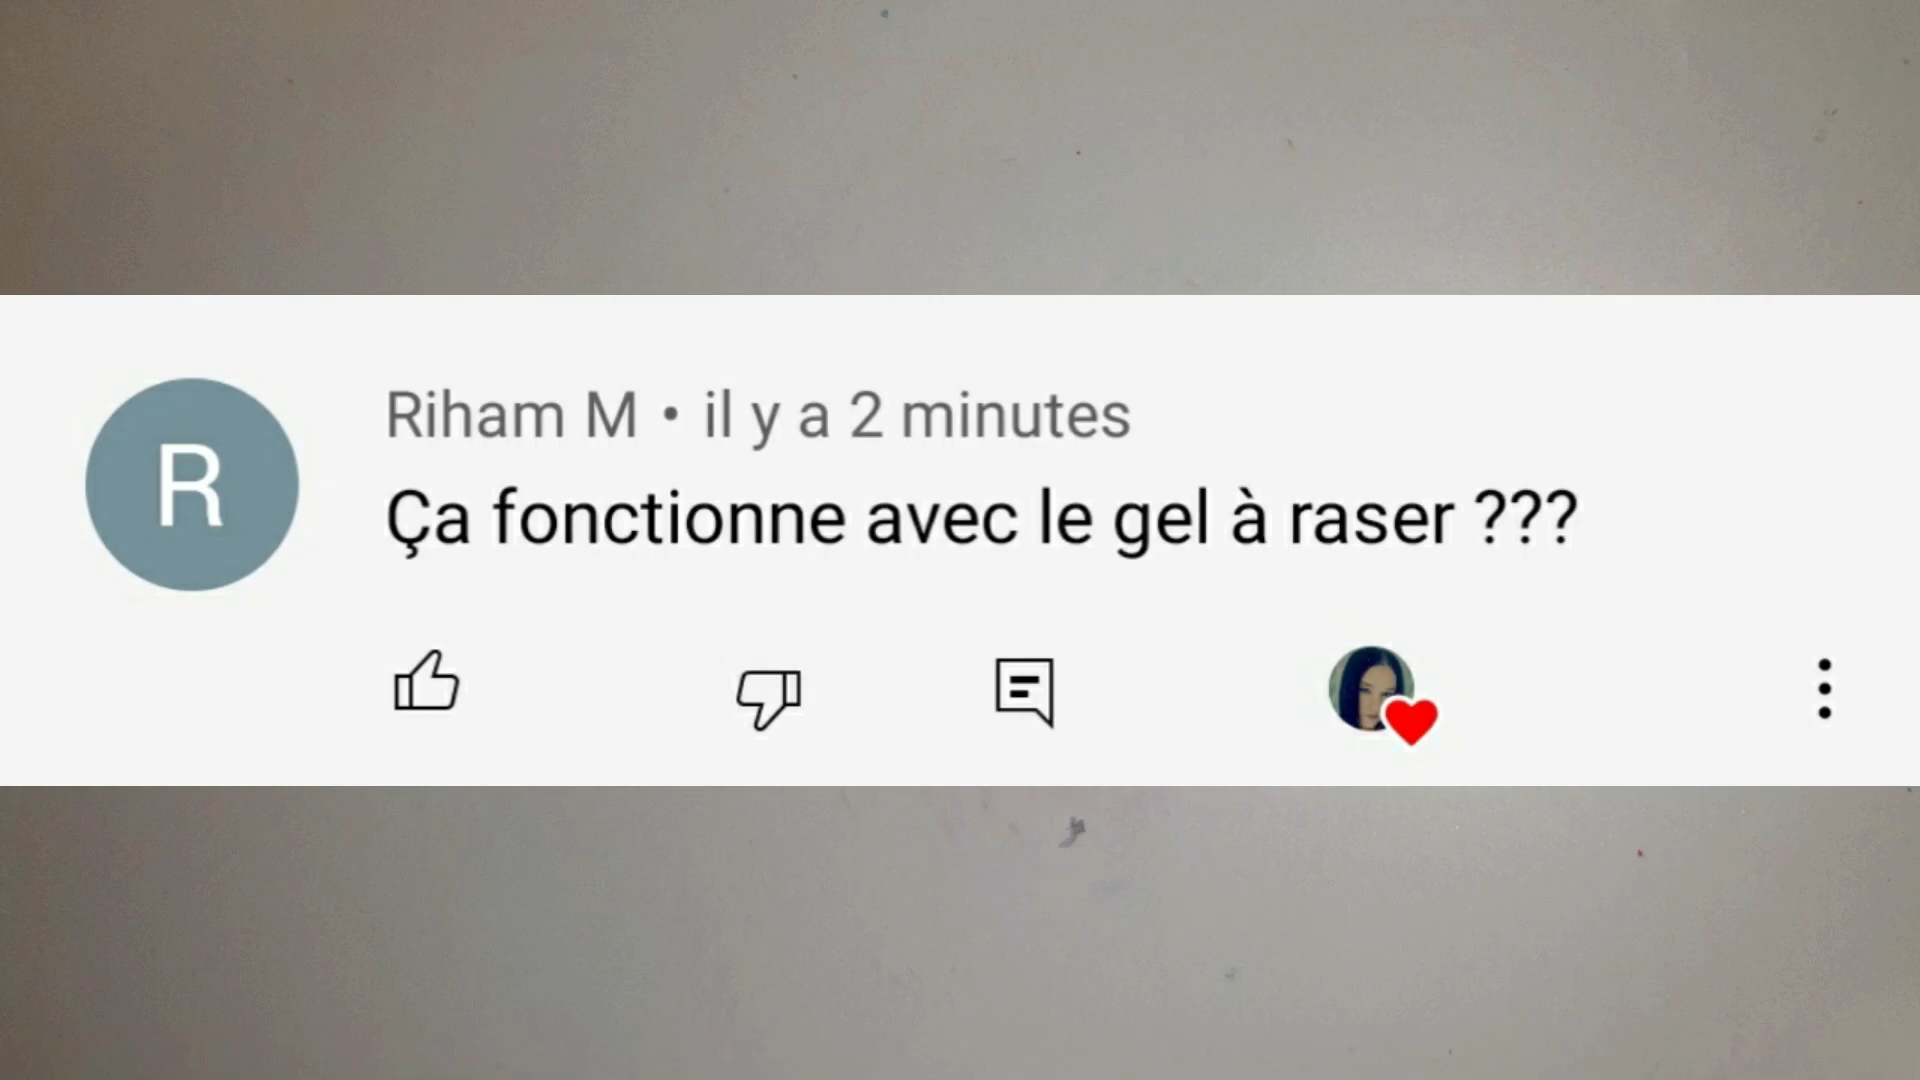 R
Riham M • il y a 2 minutes
Ça fonctionne avec le gel à raser ???